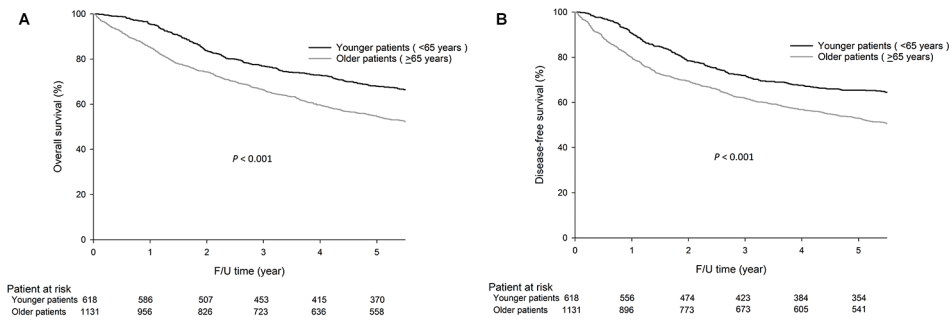 A
100
80
60
40
20
0
Overall survival (%)
Younger patients ( <65 years )
Older patients ( ≥65 years)
P < 0.001
0 1 2 3 4 5
F/U time (year)
Patient at risk
Younger patients 618 586 507 453 415 370
Older patients 1131 956 826 723 636 558
B
100
80
60
40
20
0
Disease-free survival (%)
Younger patients ( <65 years )
Older patients ( ≥65 years)
P < 0.001
0 1 2 3 4 5
F/U time (year)
Patient at risk
Younger patients 618 556 474 423 384 354
Older patients 1131 896 773 673 605 541